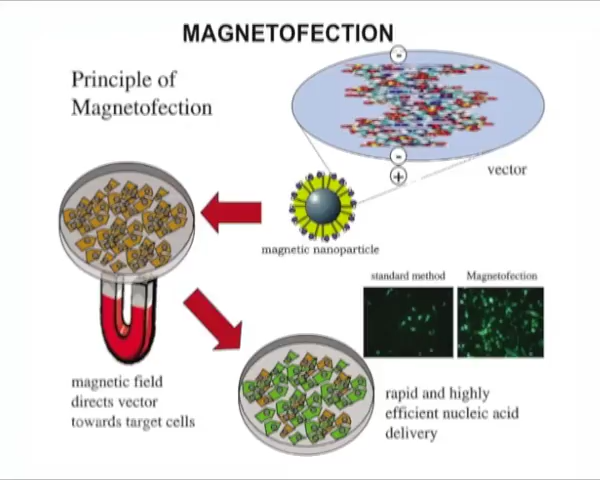 MAGNETOFECTION
Principle of
Magnetofection
-
-
+
vector
magnetic nanoparticle
standard method
Magnetofection
magnetic field
directs vector
towards target cells
rapid and highly
efficient nucleic acid
delivery